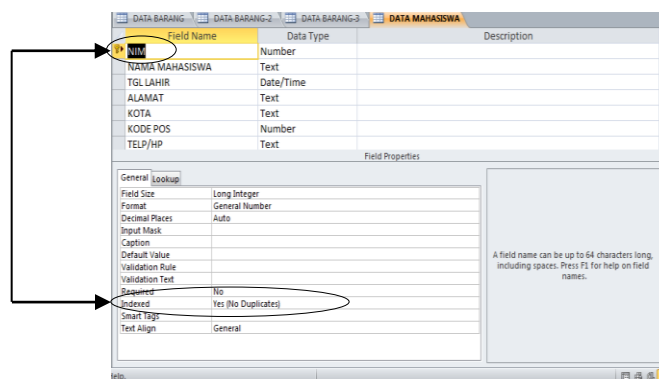 DATA BARANG DATA BARANG-2 DATA BARANG-3 DATA MAHASISWA
Field Name Data Type Description
NIM Number
NAMA MAHASISWA Text
TGL LAHIR Date/Time
ALAMAT Text
KOTA Text
KODE POS Number
TELP/HP Text
Field Properties
General Lookup
Field Size Long Integer
Format General Number
Decimal Places Auto
Input Mask
Caption
Default Value
Validation Rule
Validation Text
Required No
Indexed Yes (No Duplicates)
Smart Tags
Text Align General
A field name can be up to 64 characters long,
including spaces. Press F1 for help on field
names.
Help.